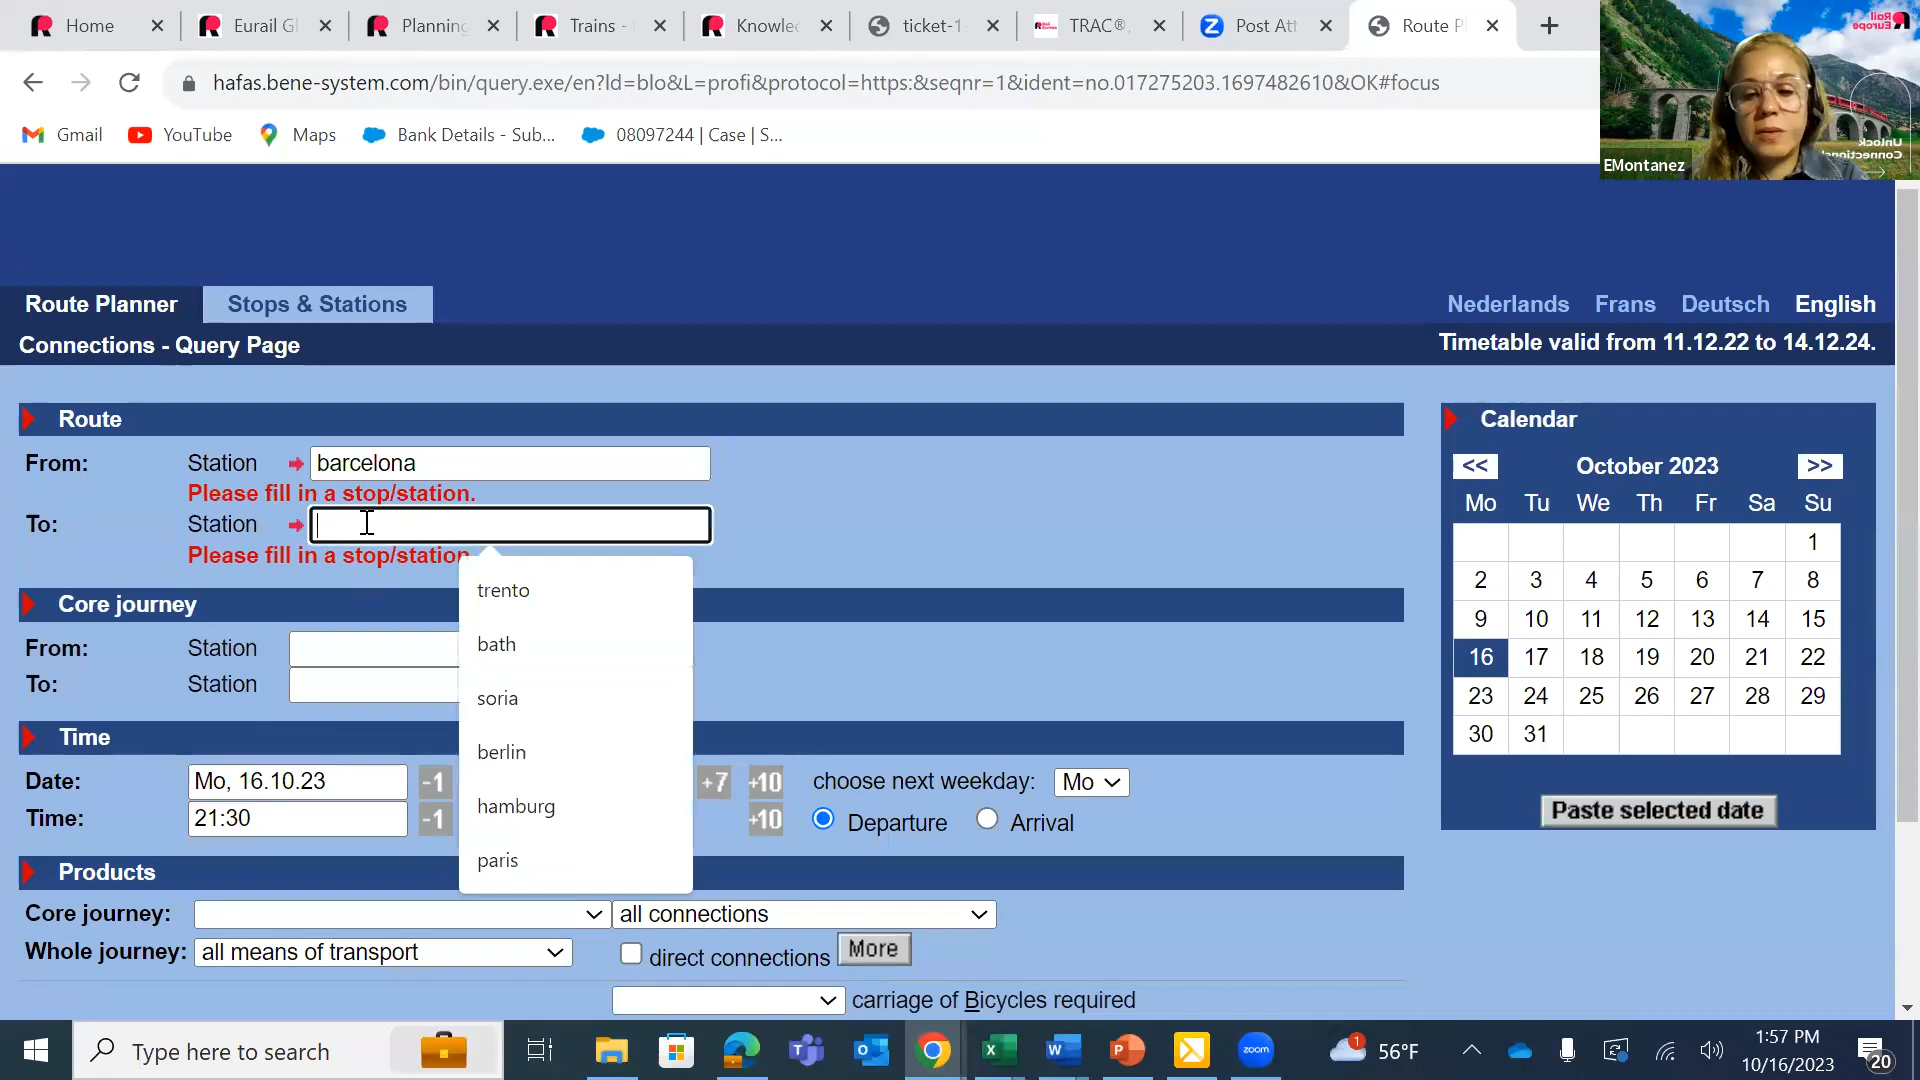 Home
Eurail Gl
Planning
Trains -
Knowlec
ticket-1
TRAC®,
Post Att
Route P
hafas.bene-system.com/bin/query.exe/en?ld=blo&L=profi&protocol=https:&seqnr=1&ident=no.017275203.1697482610&OK#focus
Gmail
YouTube
Maps
Bank Details - Sub...
08097244 | Case | S...
Rail Europe
Unlock
Connections
EMontanez
Route Planner
Stops & Stations
Nederlands Frans Deutsch English
Connections - Query Page
Timetable valid from 11.12.22 to 14.12.24.
Route
From: Station barcelona
Please fill in a stop/station.
To: Station
Please fill in a stop/station
trento
bath
soria
berlin
hamburg
paris
Core journey
From: Station
To: Station
Time
Date: Mo, 16.10.23 -1 +7 +10 choose next weekday: Mo
Time: 21:30 -1 +10 Departure Arrival
Products
Core journey: all connections
Whole journey: all means of transport direct connections More
carriage of Bicycles required
Calendar
<< October 2023 >>
Mo Tu We Th Fr Sa Su
1
2 3 4 5 6 7 8
9 10 11 12 13 14 15
16 17 18 19 20 21 22
23 24 25 26 27 28 29
30 31
Paste selected date
Type here to search
zoom
1
56°F
1:57 PM
10/16/2023
20